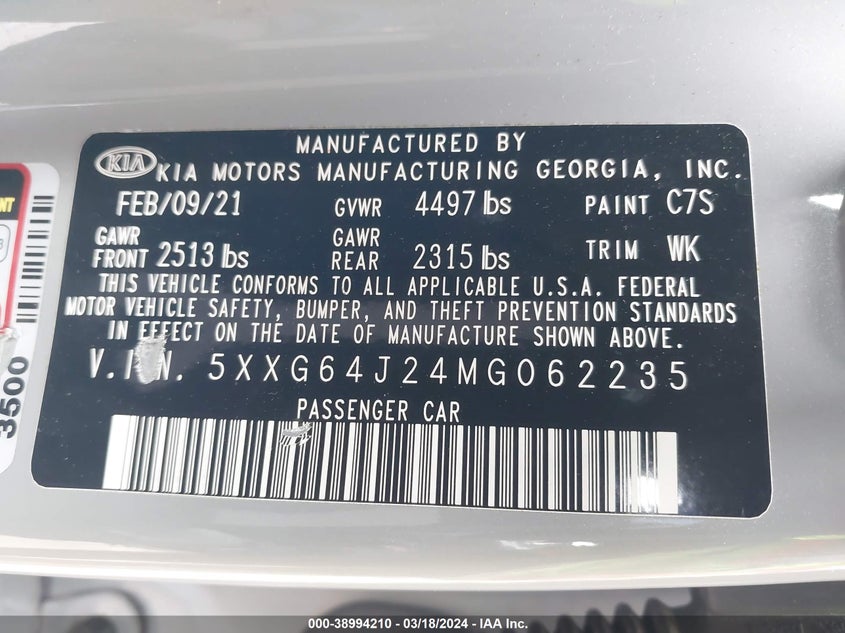 MANUFACTURED BY
KIA KIA MOTORS MANUFACTURING GEORGIA, INC.
FEB/09/21 GVWR 4497 lbs PAINT C7S
GAWR FRONT 2513 lbs GAWR REAR 2315 lbs TRIM WK
THIS VEHICLE CONFORMS TO ALL APPLICABLE U.S.A. FEDERAL
MOTOR VEHICLE SAFETY, BUMPER, AND THEFT PREVENTION STANDARDS
IN EFFECT ON THE DATE OF MANUFACTURE SHOWN ABOVE.
V.I.N. 5XXG64J24MG062235
PASSENGER CAR
3500
000-38994210 - 03/18/2024 - IAA Inc.